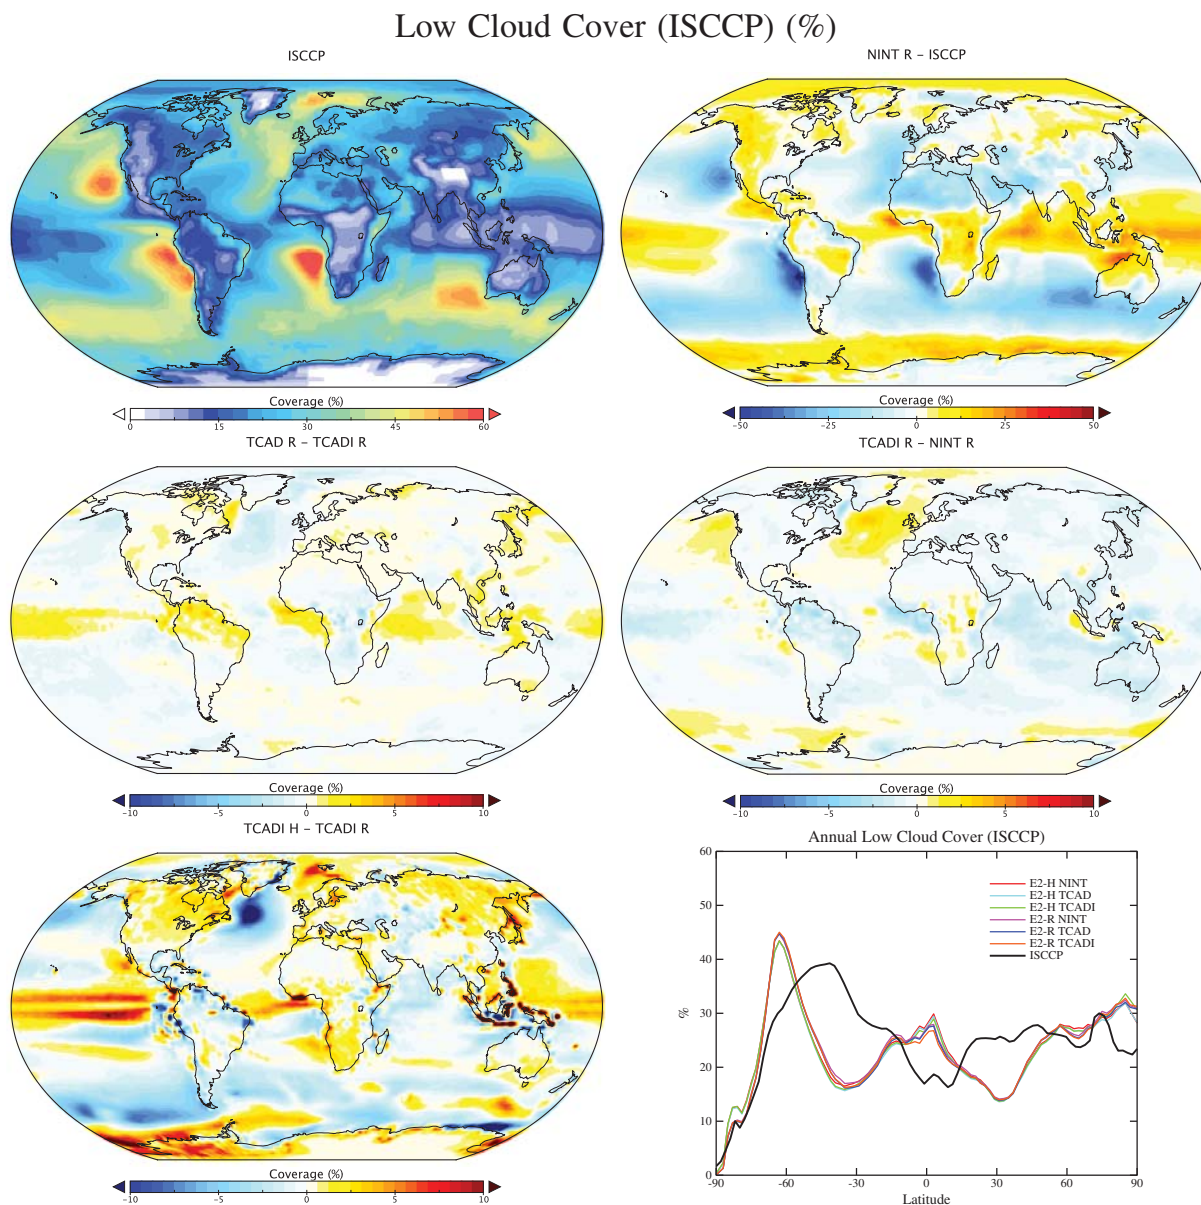 Low Cloud Cover (ISCCP) (%)
ISCCP
NINT R – ISCCP
Coverage (%)
0 15 30 45 60
Coverage (%)
−50 −25 0 25 50
TCAD R – TCADI R
TCADI R – NINT R
Coverage (%)
−10 −5 0 5 10
Coverage (%)
−10 −5 0 5 10
TCADI H – TCADI R
Coverage (%)
−10 −5 0 5 10
Annual Low Cloud Cover (ISCCP)
60
50
40
30
20
10
0
%
E2-H NINT
E2-H TCAD
E2-H TCADI
E2-R NINT
E2-R TCAD
E2-R TCADI
ISCCP
-90 -60 -30 0 30 60 90
Latitude